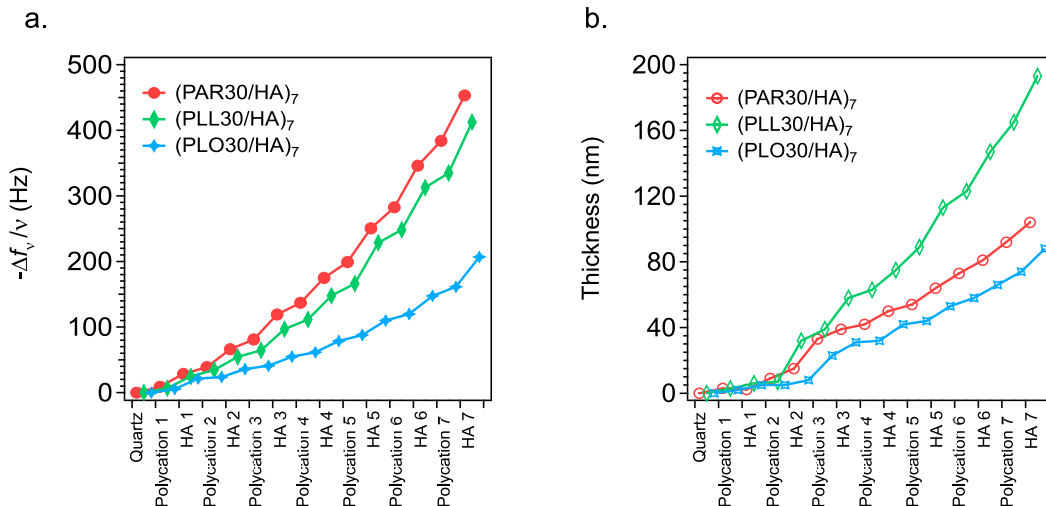 a.
-Δfᵥ/ν (Hz)
500
400
300
200
100
0
(PAR30/HA)₇
(PLL30/HA)₇
(PLO30/HA)₇
Quartz
Polycation 1
HA 1
Polycation 2
HA 2
Polycation 3
HA 3
Polycation 4
HA 4
Polycation 5
HA 5
Polycation 6
HA 6
Polycation 7
HA 7
b.
Thickness (nm)
200
160
120
80
40
0
(PAR30/HA)₇
(PLL30/HA)₇
(PLO30/HA)₇
Quartz
Polycation 1
HA 1
Polycation 2
HA 2
Polycation 3
HA 3
Polycation 4
HA 4
Polycation 5
HA 5
Polycation 6
HA 6
Polycation 7
HA 7